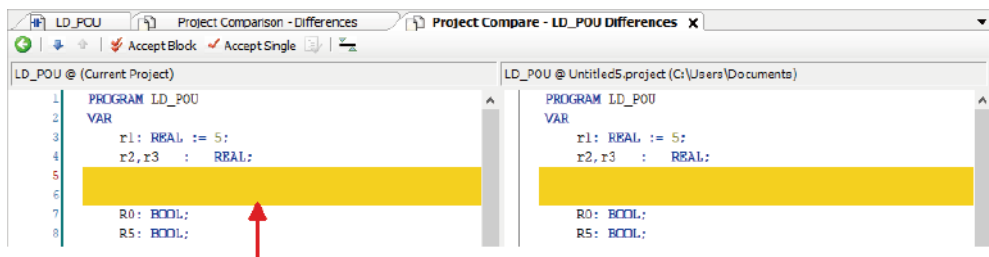 LD_POU Project Comparison - Differences Project Compare - LD_POU Differences X
Accept Block Accept Single
LD_POU @ (Current Project) LD_POU @ Untitled5.project (C:\Users\Documents)
1 PROGRAM LD_POU PROGRAM LD_POU
2 VAR VAR
3 r1: REAL := 5; r1: REAL := 5;
4 r2,r3 : REAL; r2,r3 : REAL;
5
6
7 R0: BOOL; R0: BOOL;
8 R5: BOOL; R5: BOOL;